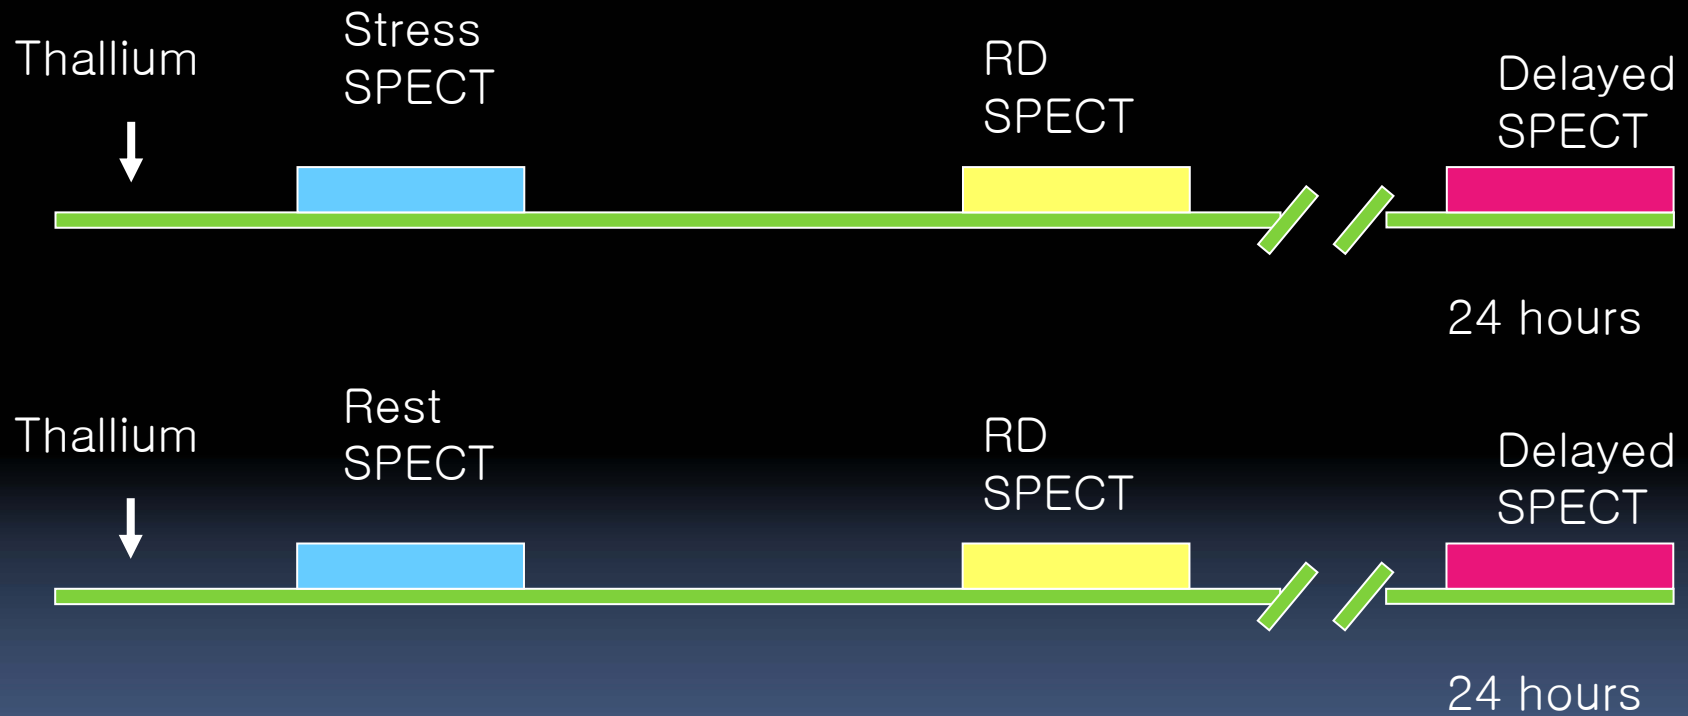 Thallium
Stress
SPECT
RD
SPECT
Delayed
SPECT
24 hours
Thallium
Rest
SPECT
RD
SPECT
Delayed
SPECT
24 hours